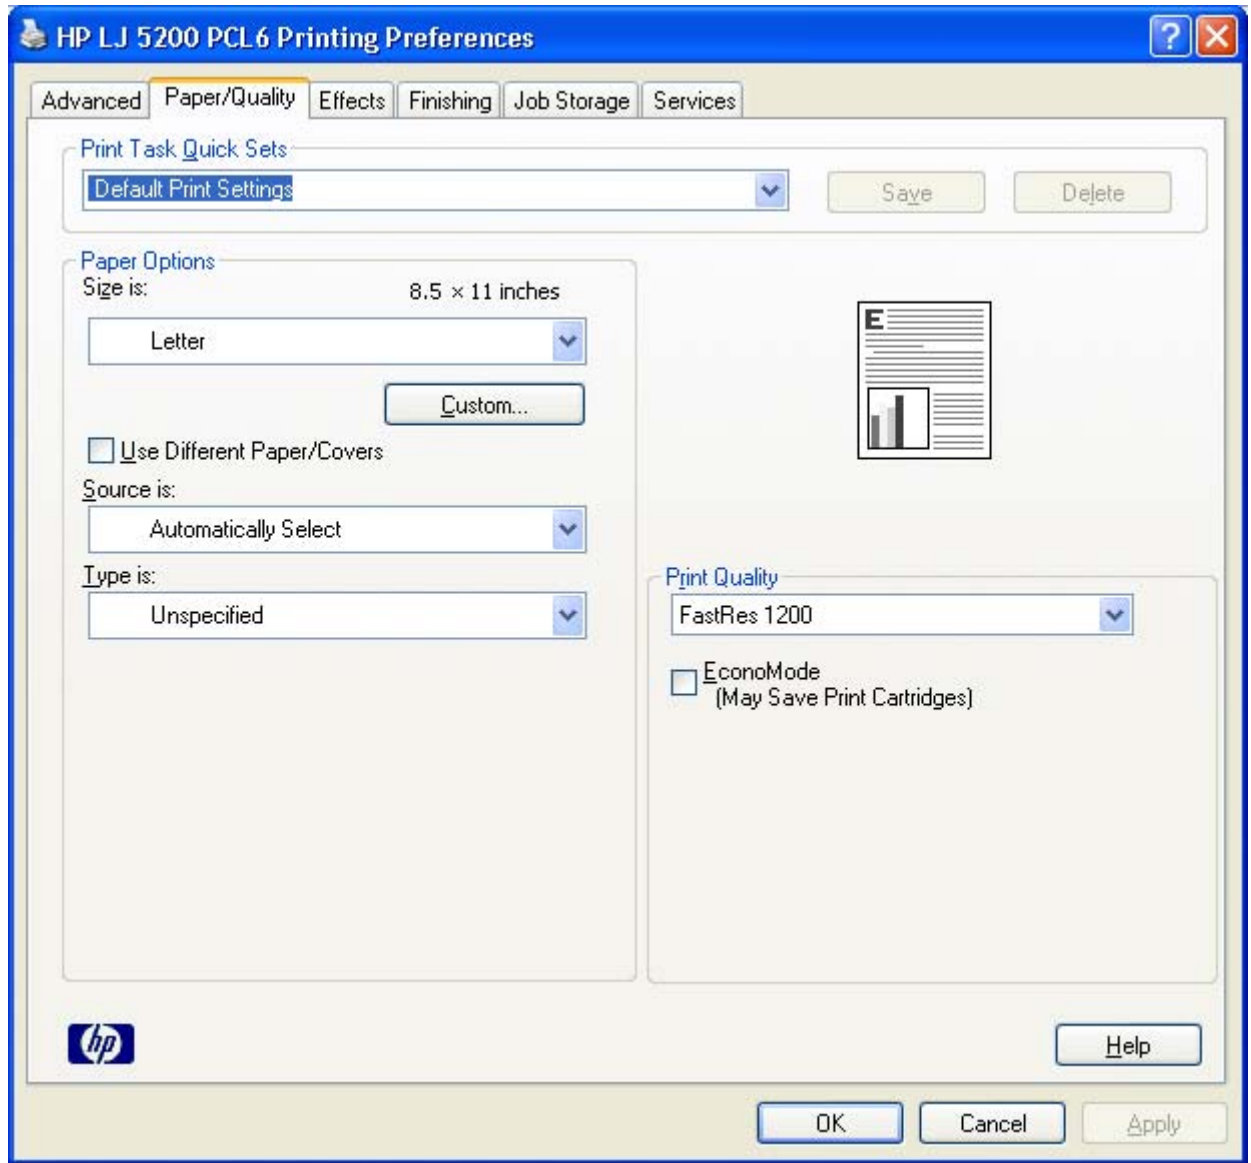 HP LJ 5200 PCL6 Printing Preferences
Advanced Paper/Quality Effects Finishing Job Storage Services
Print Task Quick Sets
Default Print Settings Save Delete
Paper Options
Size is: 8.5 × 11 inches
Letter
E
Custom...
Use Different Paper/Covers
Source is:
Automatically Select
Type is:
Unspecified
Print Quality
FastRes 1200
EconoMode
(May Save Print Cartridges)
hp
Help
OK Cancel Apply